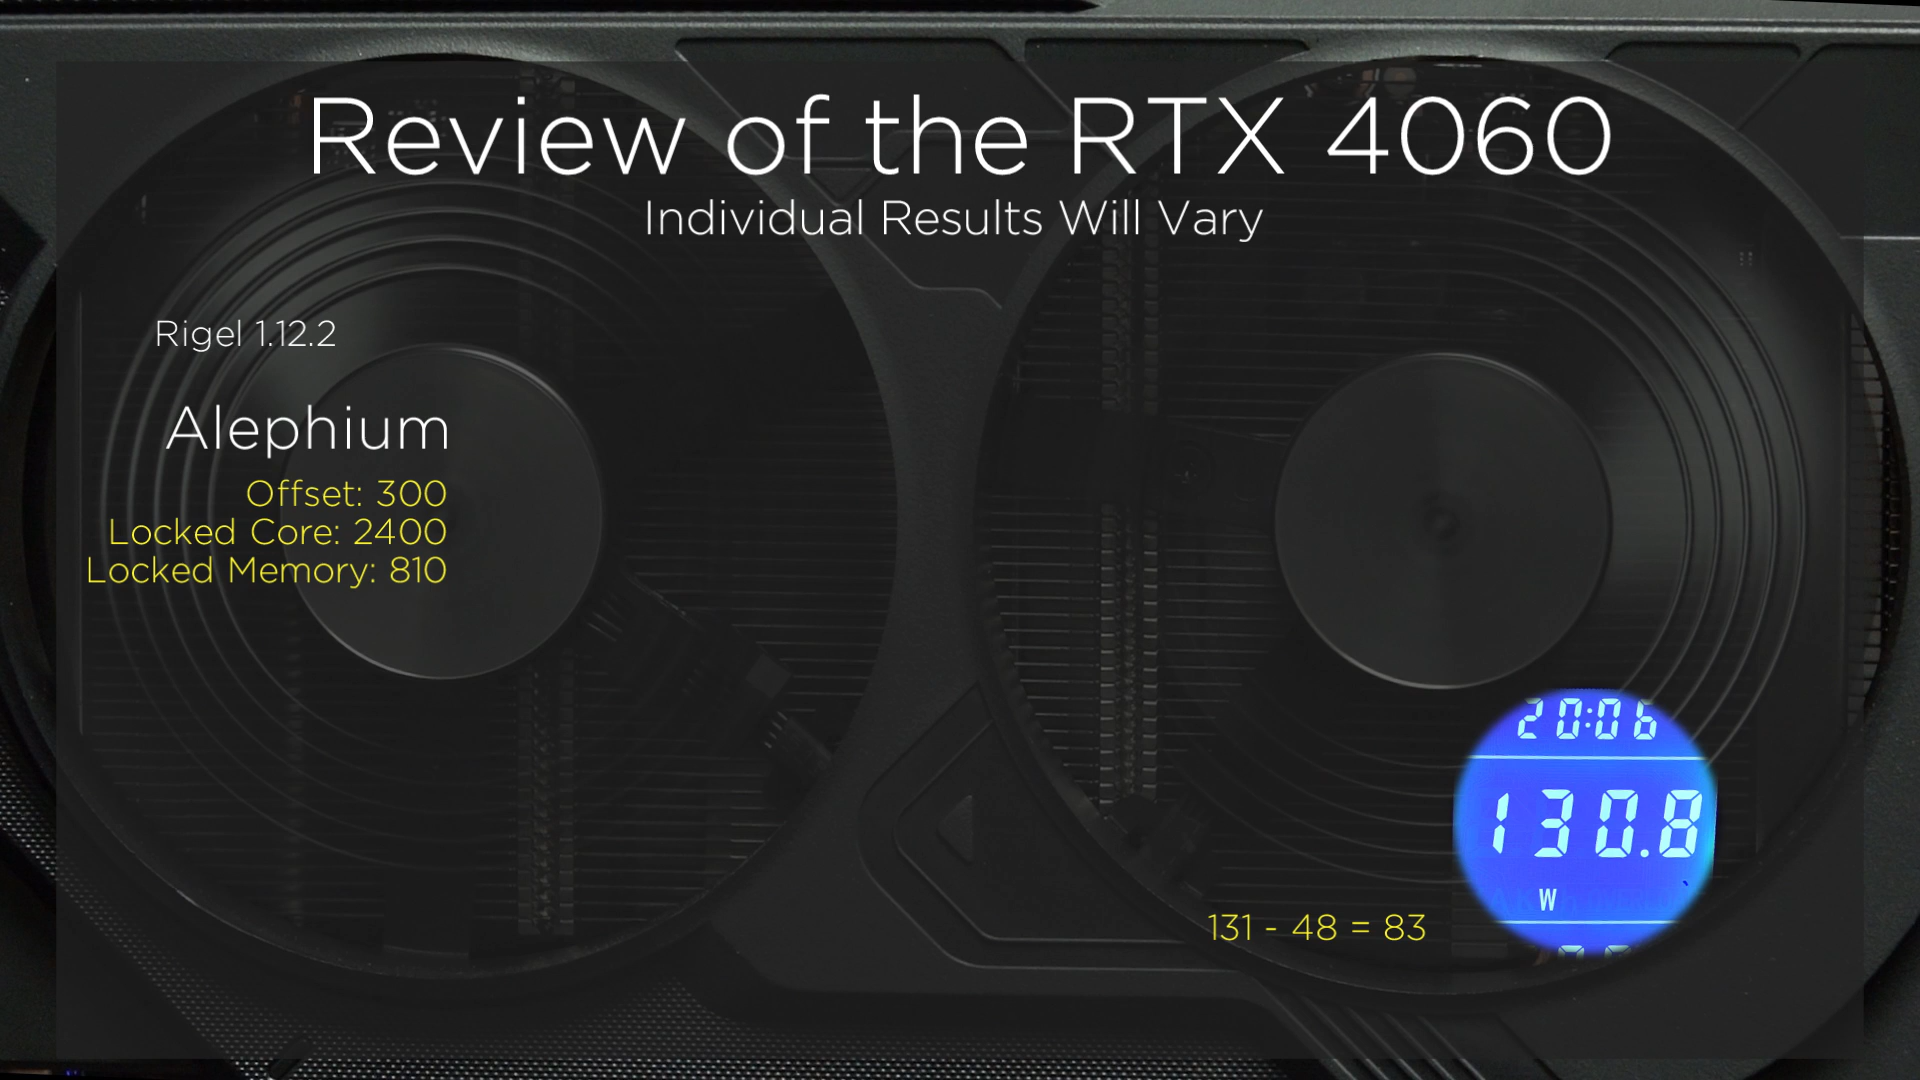 Review of the RTX 4060
Individual Results Will Vary
Rigel 1.12.2
Alephium
Offset: 300
Locked Core: 2400
Locked Memory: 810
20:06
130.8
W
131 - 48 = 83